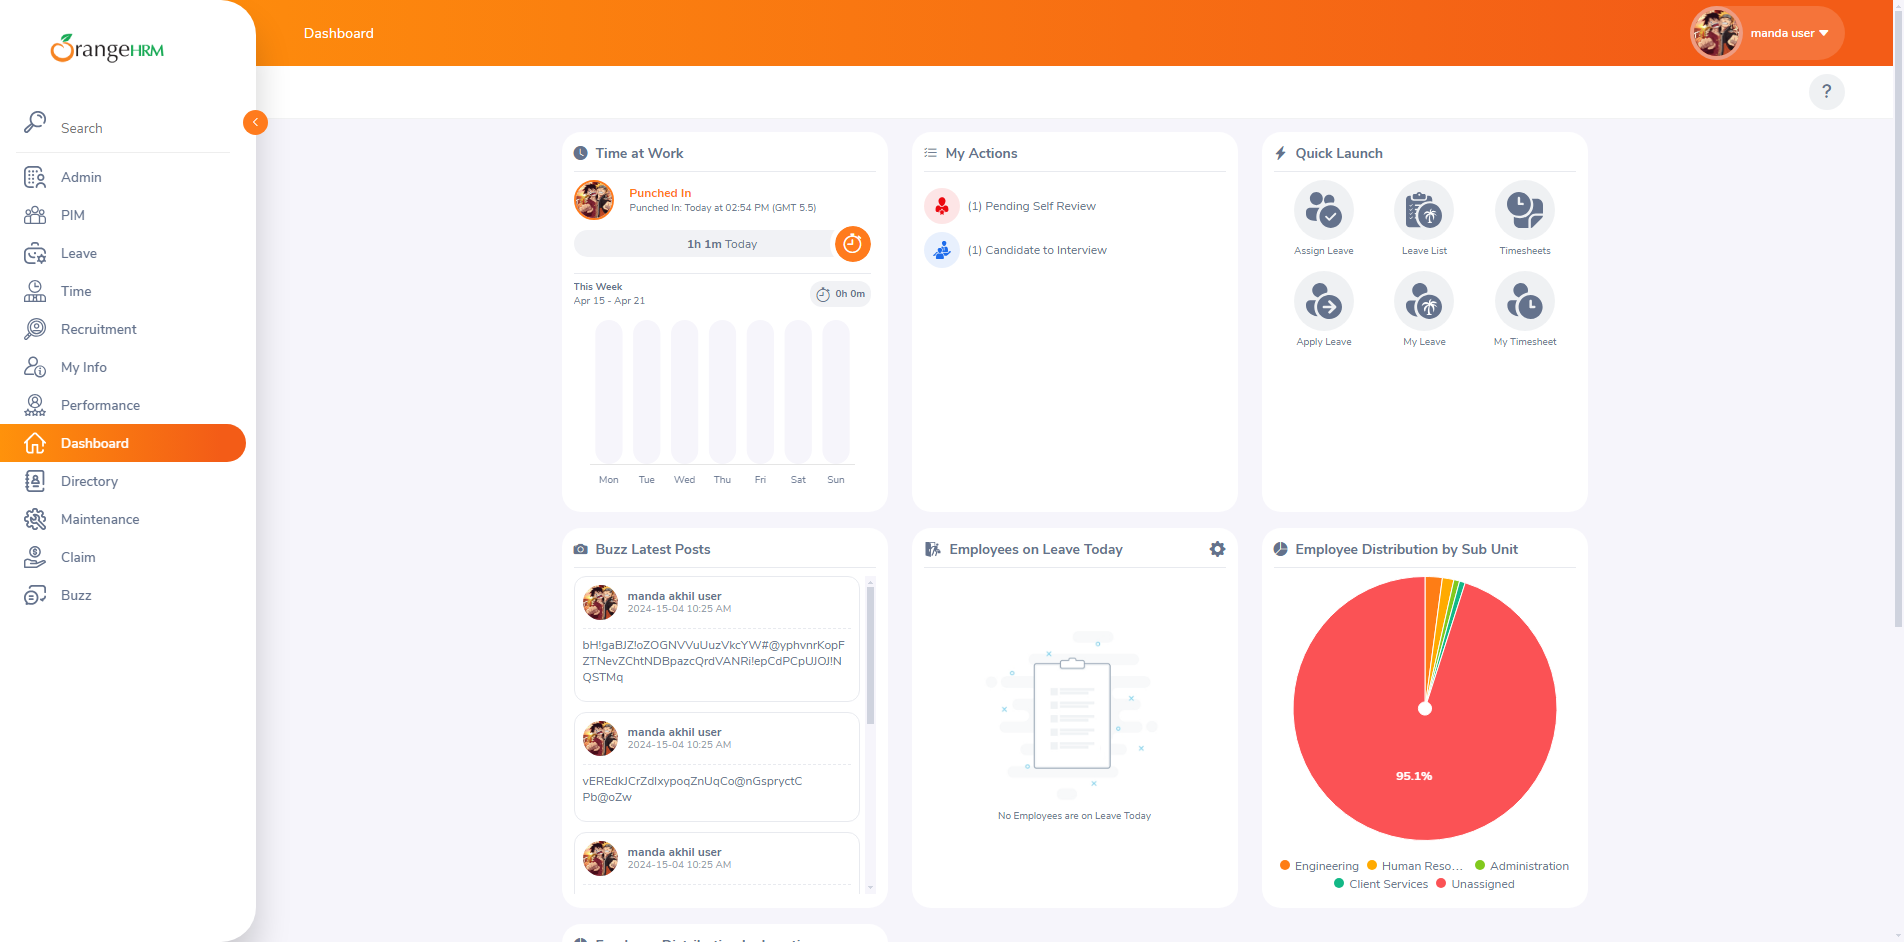 OrangeHRM
Dashboard
manda user
?
Search
Admin
PIM
Leave
Time
Recruitment
My Info
Performance
Dashboard
Directory
Maintenance
Claim
Buzz
Time at Work
Punched In
Punched In: Today at 02:54 PM (GMT 5.5)
1h 1m Today
This Week
Apr 15 - Apr 21
0h 0m
Mon Tue Wed Thu Fri Sat Sun
My Actions
(1) Pending Self Review
(1) Candidate to Interview
Quick Launch
Assign Leave
Leave List
Timesheets
Apply Leave
My Leave
My Timesheet
Buzz Latest Posts
manda akhil user
2024-15-04 10:25 AM
bH!gaBJZ!oZOGNVVuUuzVkcYW#@yphvnrKopF
ZTNevZChtNDBpazcQrdVANRi!epCdPCpUJOJ!N
QSTMq
manda akhil user
2024-15-04 10:25 AM
vEREdkJCrZdIxypoqZnUqCo@nGspryctC
Pb@oZw
manda akhil user
2024-15-04 10:25 AM
Employees on Leave Today
No Employees are on Leave Today
Employee Distribution by Sub Unit
95.1%
Engineering
Human Reso...
Administration
Client Services
Unassigned